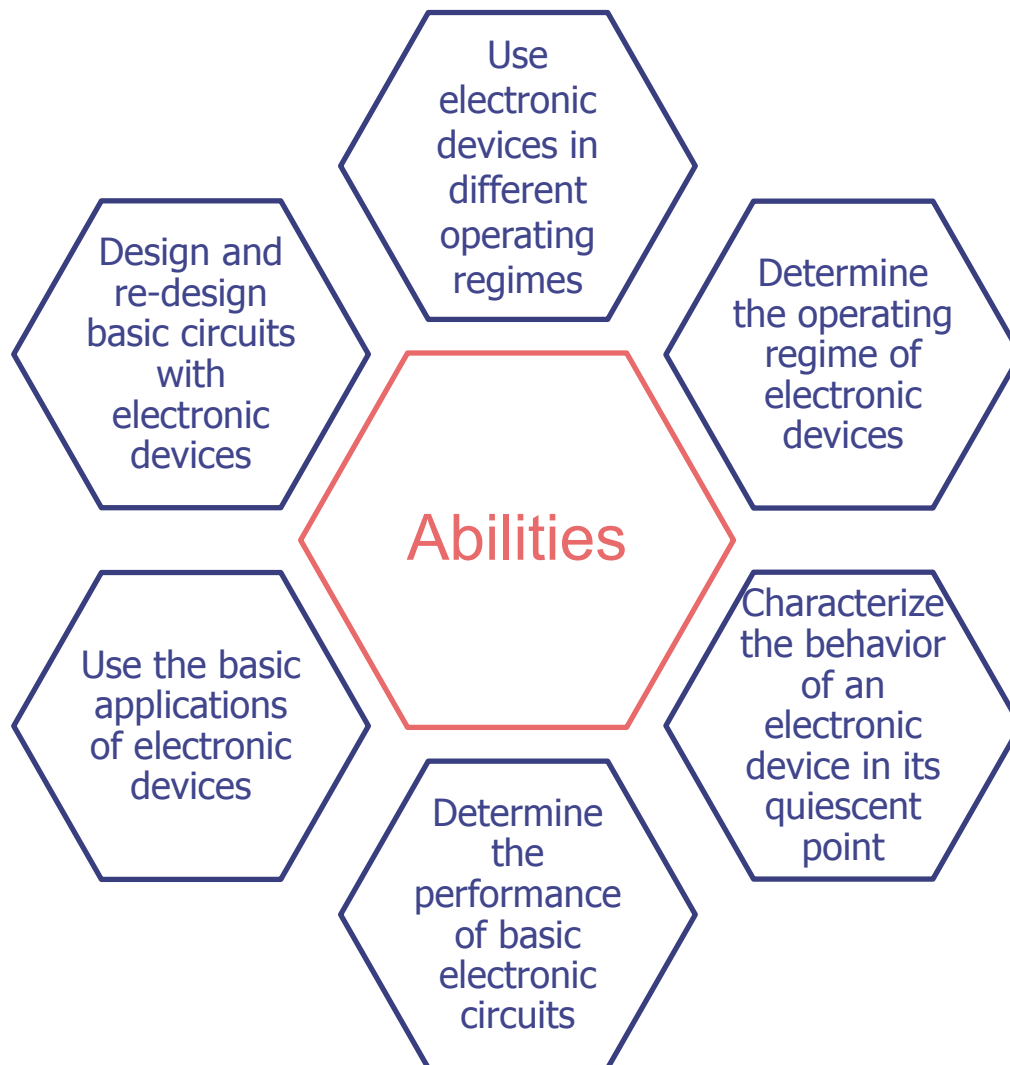 Use
electronic
devices in
different
operating
regimes
Determine
the operating
regime of
electronic
devices
Characterize
the behavior
of an
electronic
device in its
quiescent
point
Determine
the
performance
of basic
electronic
circuits
Use the basic
applications
of electronic
devices
Design and
re-design
basic circuits
with
electronic
devices
Abilities